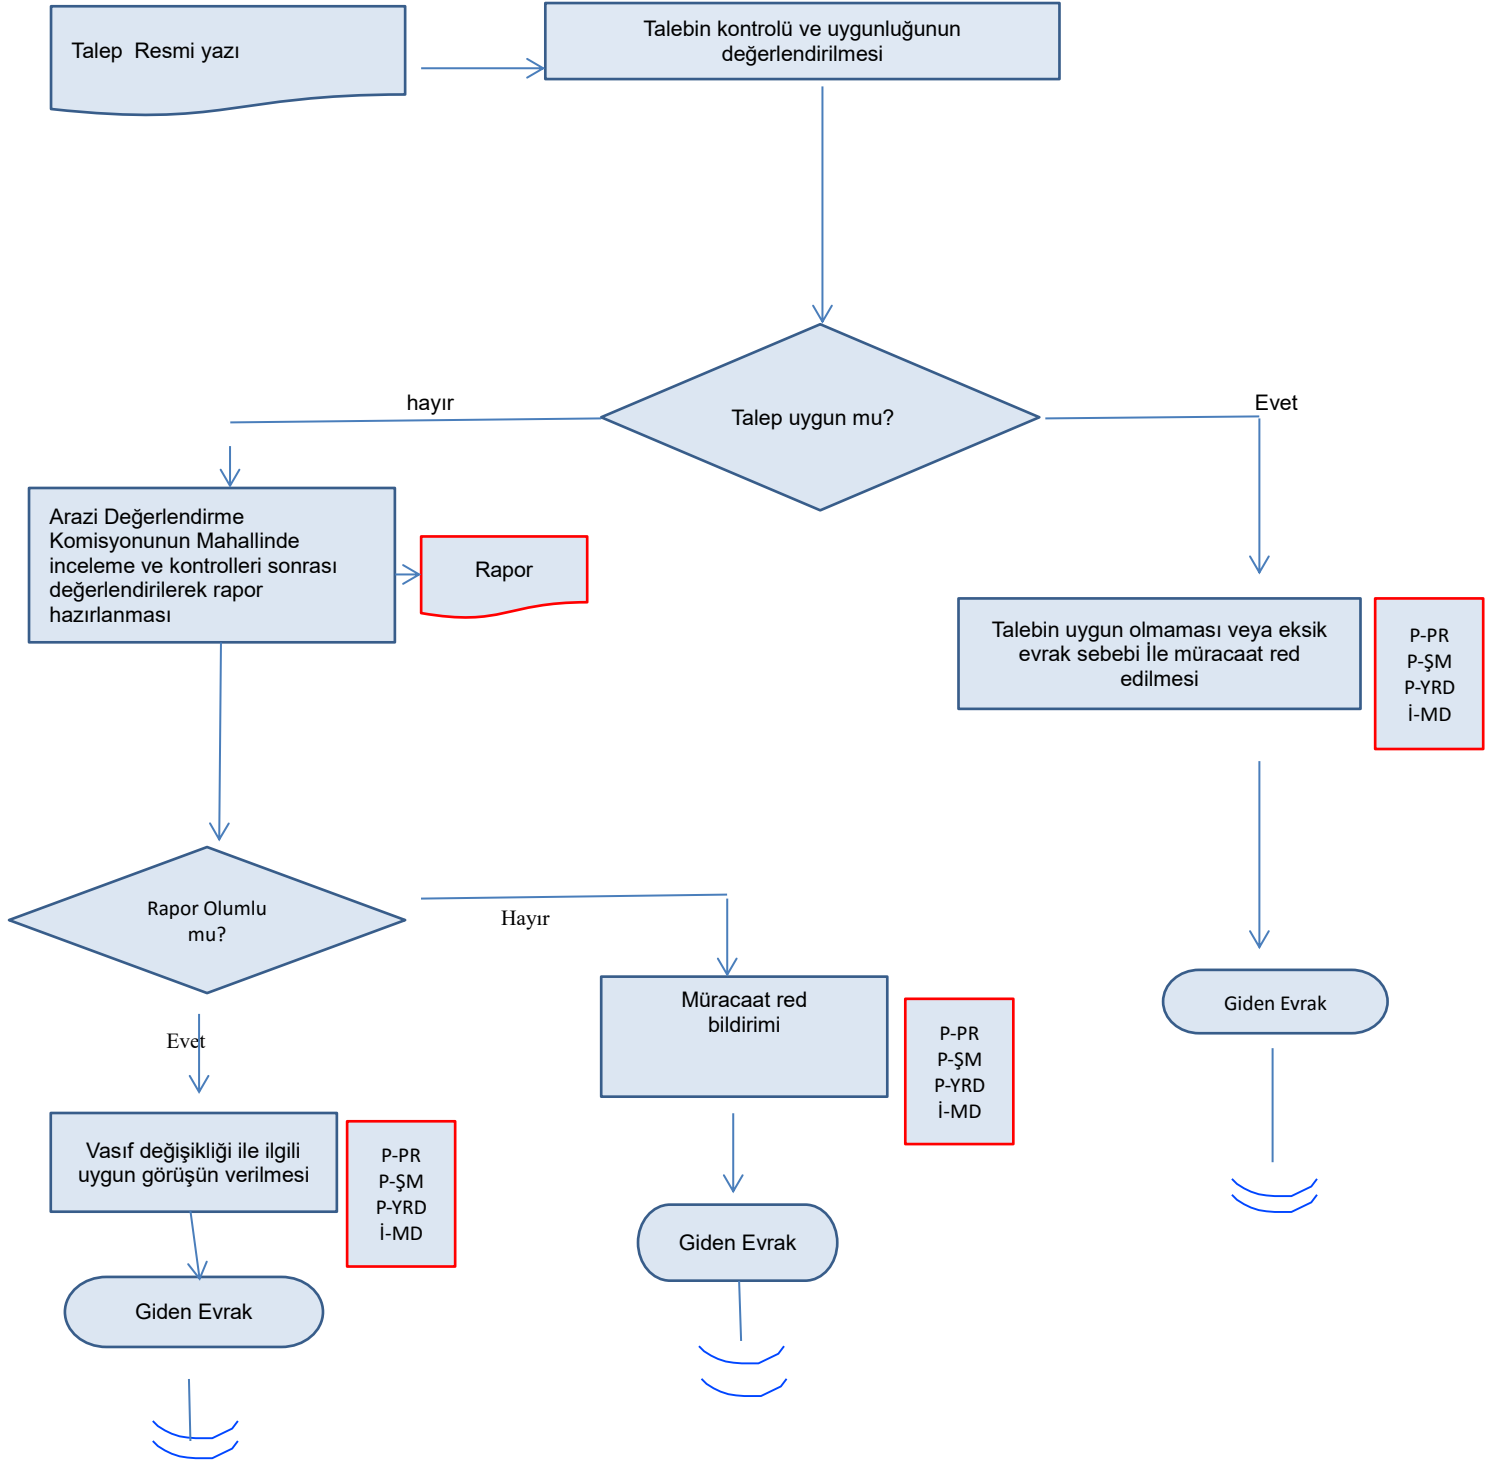 Talep  Resmi yazı
Talebin kontrolü ve uygunluğunun
değerlendirilmesi
Talep uygun mu?
hayır
Evet
Arazi Değerlendirme
Komisyonunun Mahallinde
inceleme ve kontrolleri sonrası
değerlendirilerek rapor
hazırlanması
Rapor
Talebin uygun olmaması veya eksik
evrak sebebi İle müracaat red
edilmesi
P-PR
P-ŞM
P-YRD
İ-MD
Rapor Olumlu
mu?
Hayır
Evet
Müracaat red
bildirimi
P-PR
P-ŞM
P-YRD
İ-MD
Giden Evrak
Vasıf değişikliği ile ilgili
uygun görüşün verilmesi
P-PR
P-ŞM
P-YRD
İ-MD
Giden Evrak
Giden Evrak